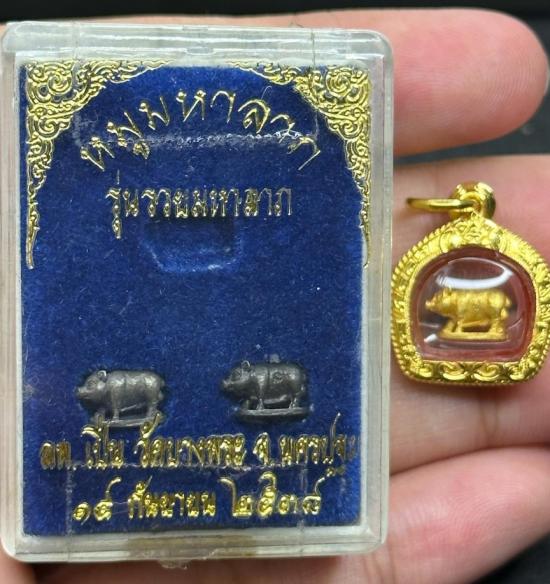 หมูมหาลาภ
รุ่นรวยมหาลาภ
ลพ.เปิ่น วัดบางพระ จ.นครปฐม
๑๙ กันยายน ๒๕๓๘